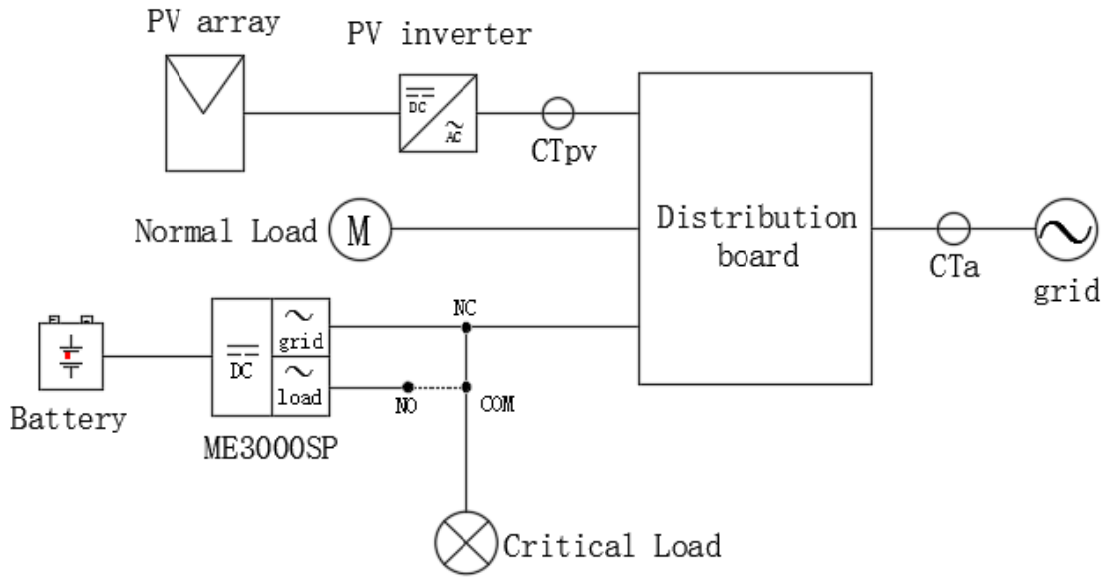 PV array
PV inverter
DC
AC
CTpv
Normal Load
M
Distribution
board
CTa
grid
NC
grid
DC
load
NO
COM
Battery
ME3000SP
Critical Load